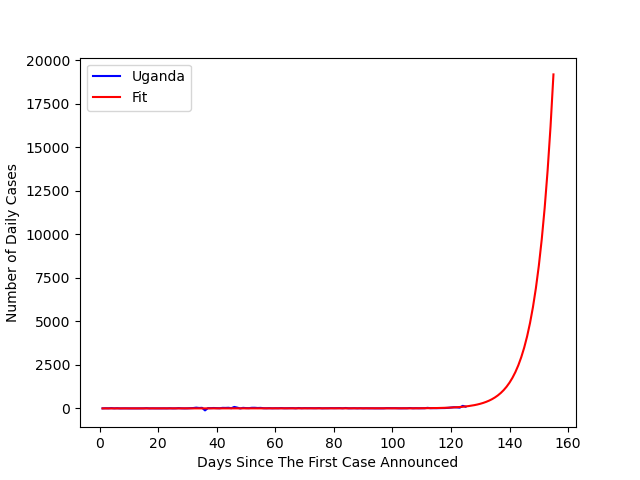 Uganda
Fit
20000
17500
15000
12500
10000
7500
5000
2500
0
Number of Daily Cases
0 20 40 60 80 100 120 140 160
Days Since The First Case Announced